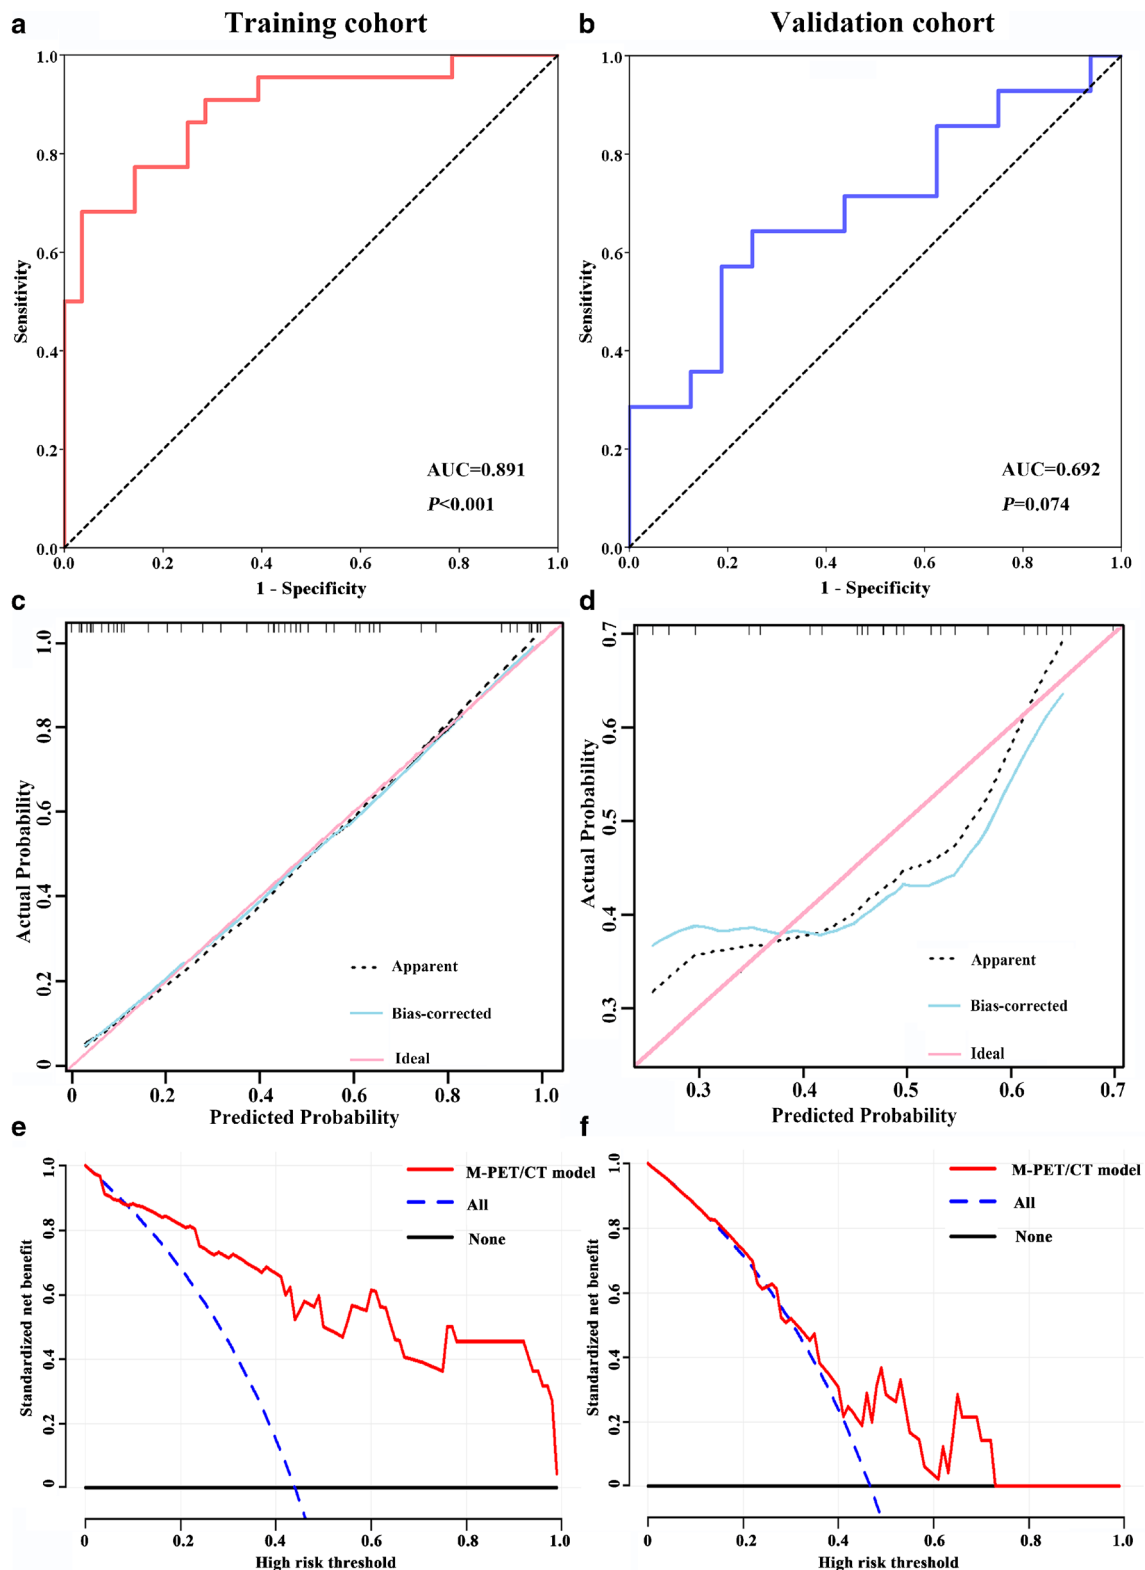 a Training cohort
b Validation cohort
1.0
0.8
0.6
0.4
0.2
0.0
Sensitivity
AUC=0.891
P<0.001
0.0 0.2 0.4 0.6 0.8 1.0
1 - Specificity
1.0
0.8
0.6
0.4
0.2
0.0
Sensitivity
AUC=0.692
P=0.074
0.0 0.2 0.4 0.6 0.8 1.0
1 - Specificity
c
1.0
0.8
0.6
0.4
0.2
0
Actual Probability
Apparent
Bias-corrected
Ideal
0 0.2 0.4 0.6 0.8 1.0
Predicted Probability
d
0.7
0.6
0.5
0.4
0.3
Actual Probability
Apparent
Bias-corrected
Ideal
0.3 0.4 0.5 0.6 0.7
Predicted Probability
e
1.0
0.8
0.6
0.4
0.2
0
Standardized net benefit
M-PET/CT model
All
None
0 0.2 0.4 0.6 0.8 1.0
High risk threshold
f
1.0
0.8
0.6
0.4
0.2
0
Standardized net benefit
M-PET/CT model
All
None
0 0.2 0.4 0.6 0.8 1.0
High risk threshold